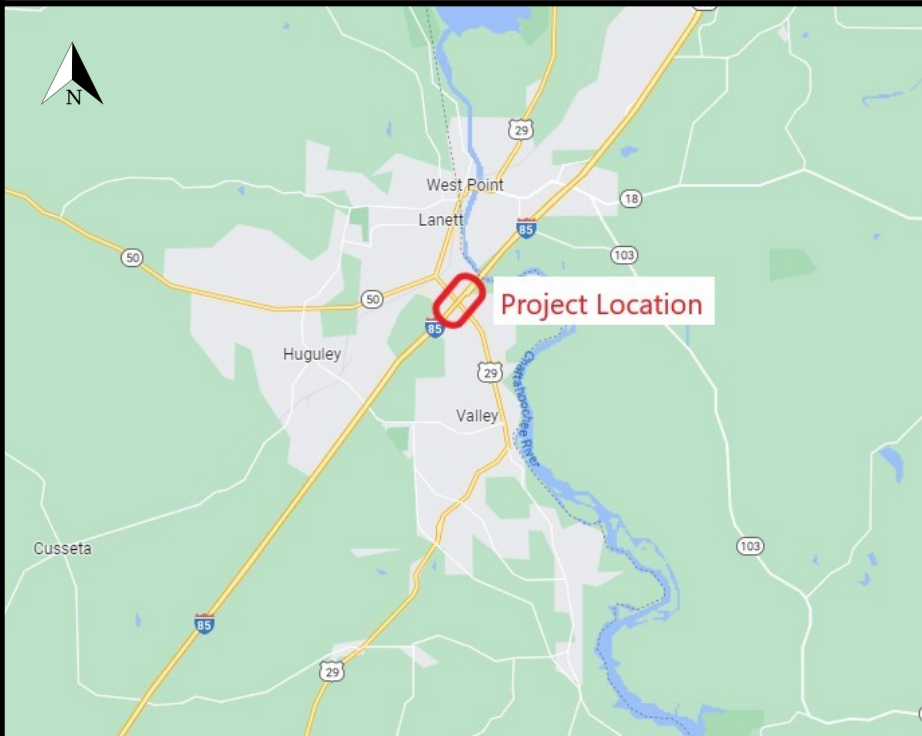 N
29
West Point
18
Lanett
85
103
50
50
Project Location
85
Huguley
29
Valley
Chattahoochee River
Cusseta
103
85
29